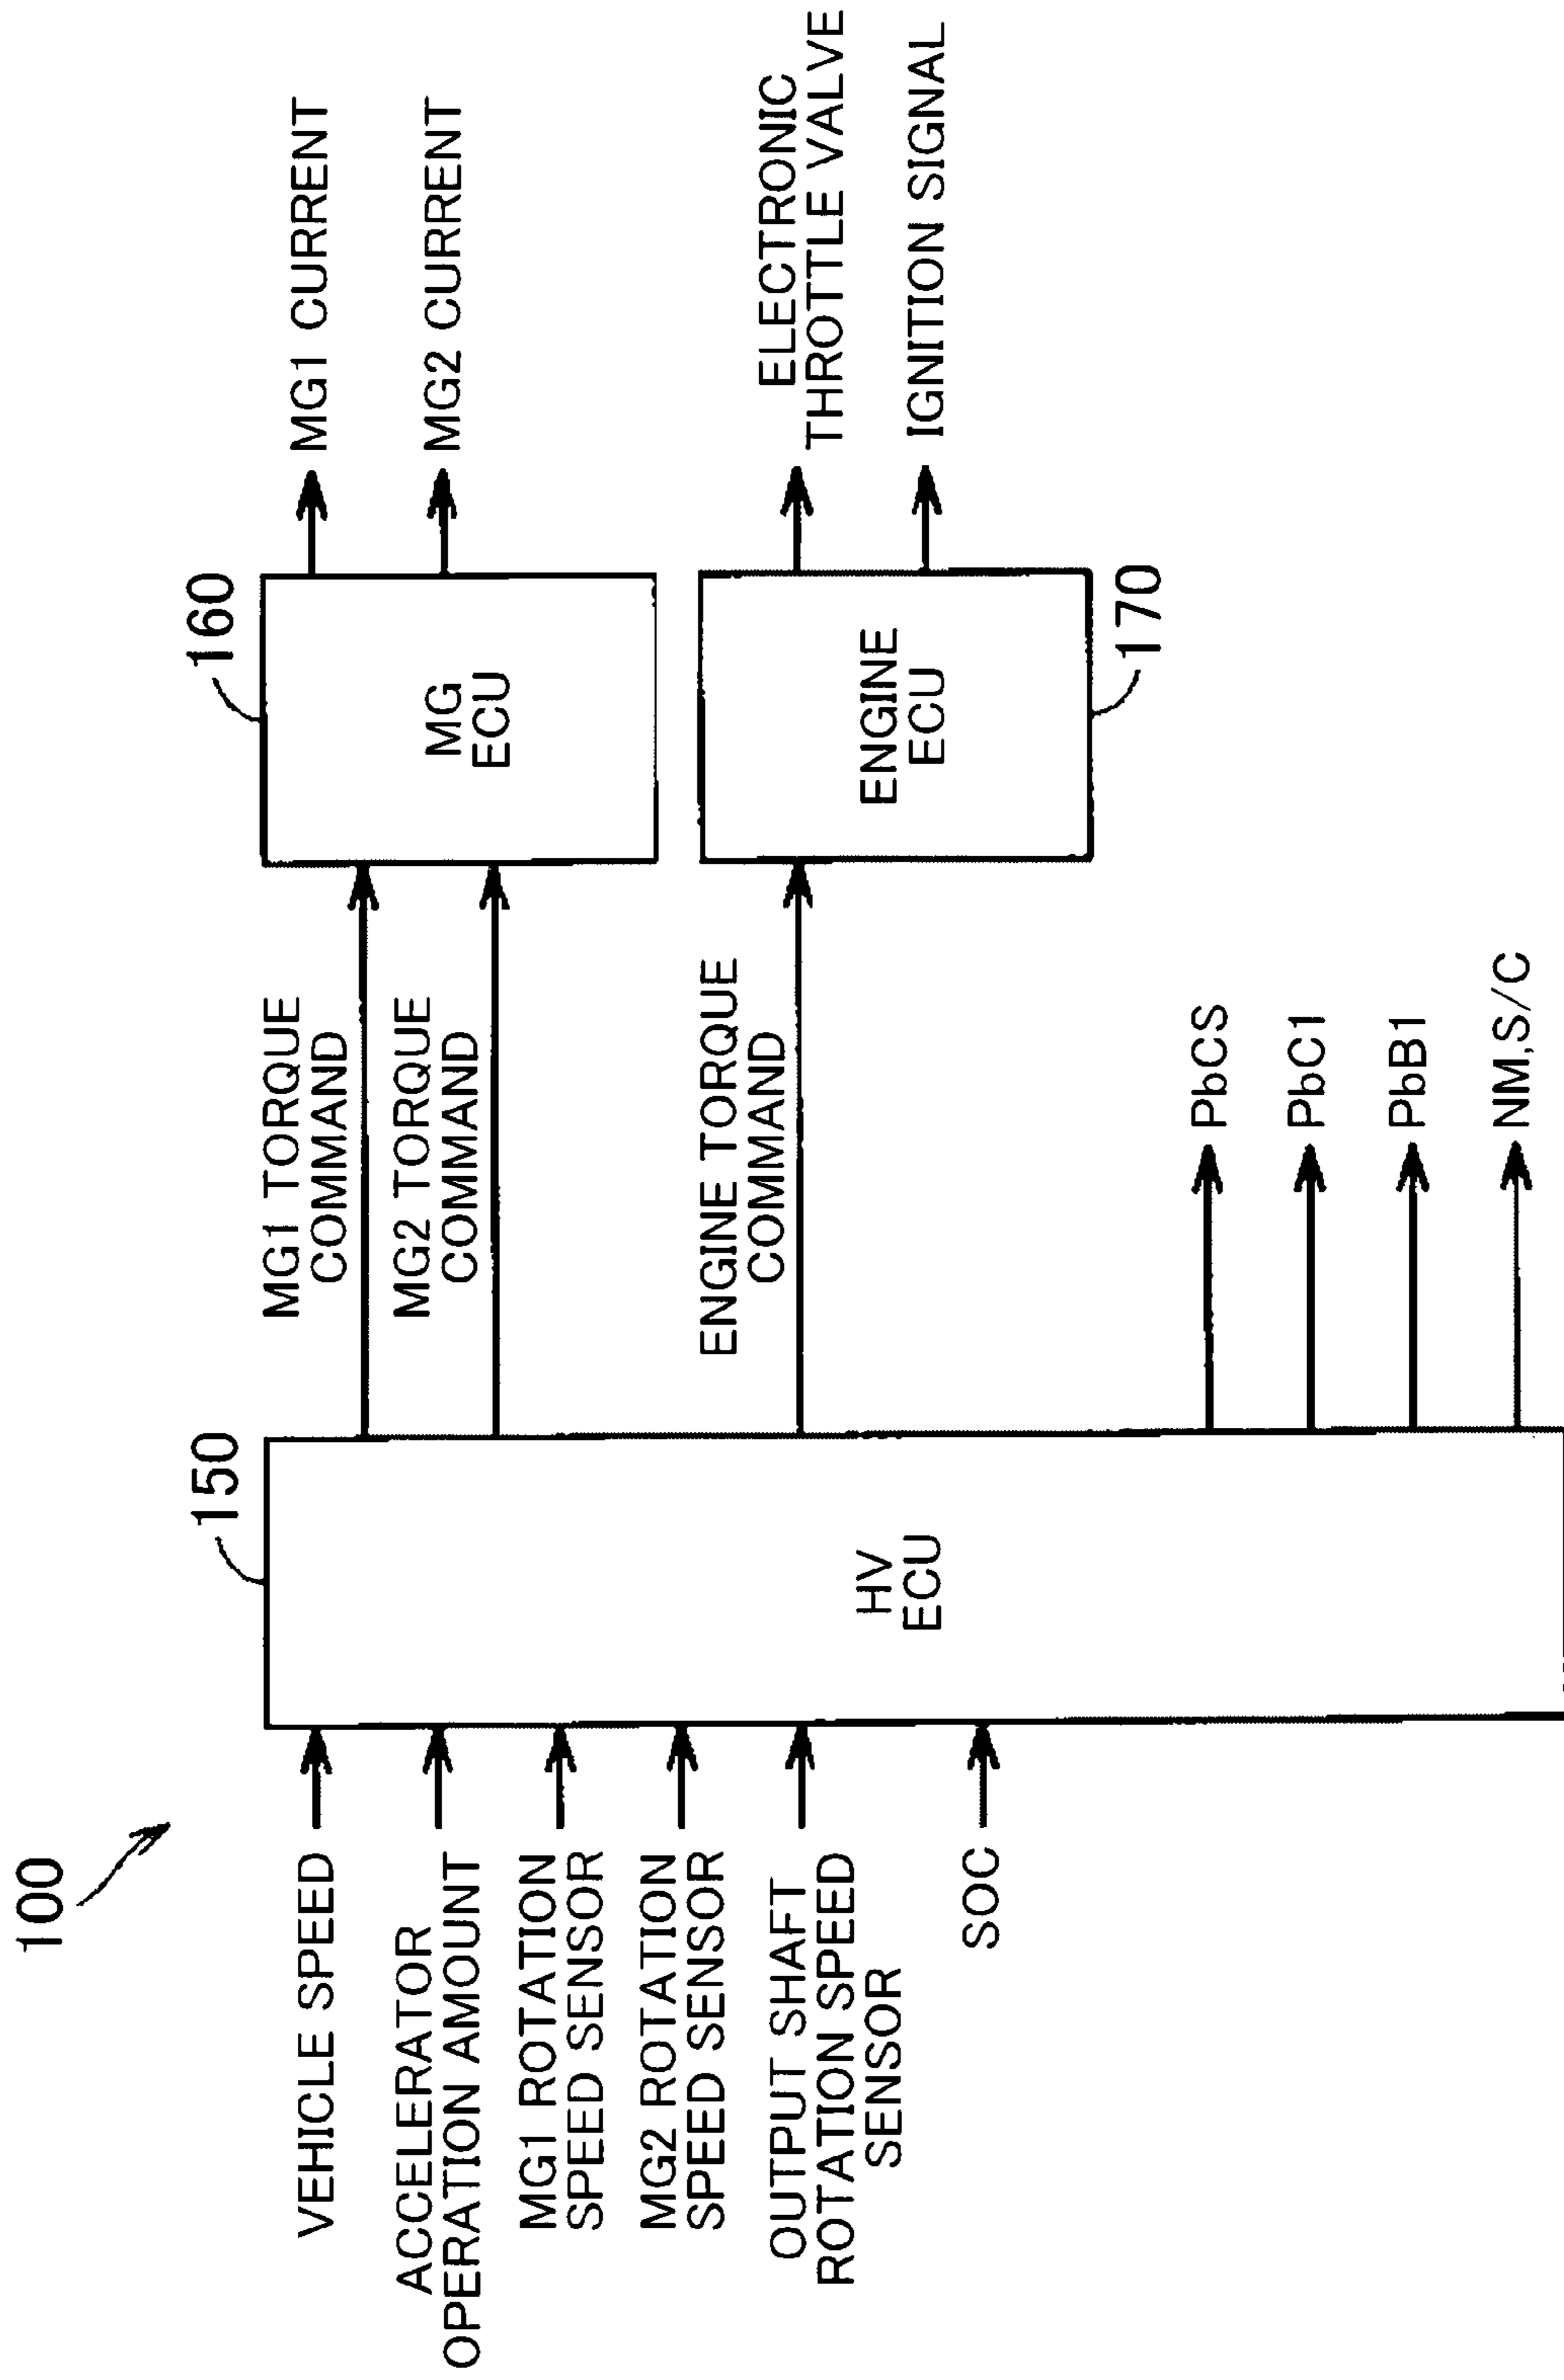 100
VEHICLE SPEED
ACCELERATOR
OPERATION AMOUNT
MG1 ROTATION
SPEED SENSOR
MG2 ROTATION
SPEED SENSOR
OUTPUT SHAFT
ROTATION SPEED
SENSOR
SOC
150
HV
ECU
MG1 TORQUE
COMMAND
MG2 TORQUE
COMMAND
ENGINE TORQUE
COMMAND
PbCS
PbC1
PbB1
NM,S/C
160
MG
ECU
ENGINE
ECU
170
MG1 CURRENT
MG2 CURRENT
ELECTRONIC
THROTTLE VALVE
IGNITION SIGNAL